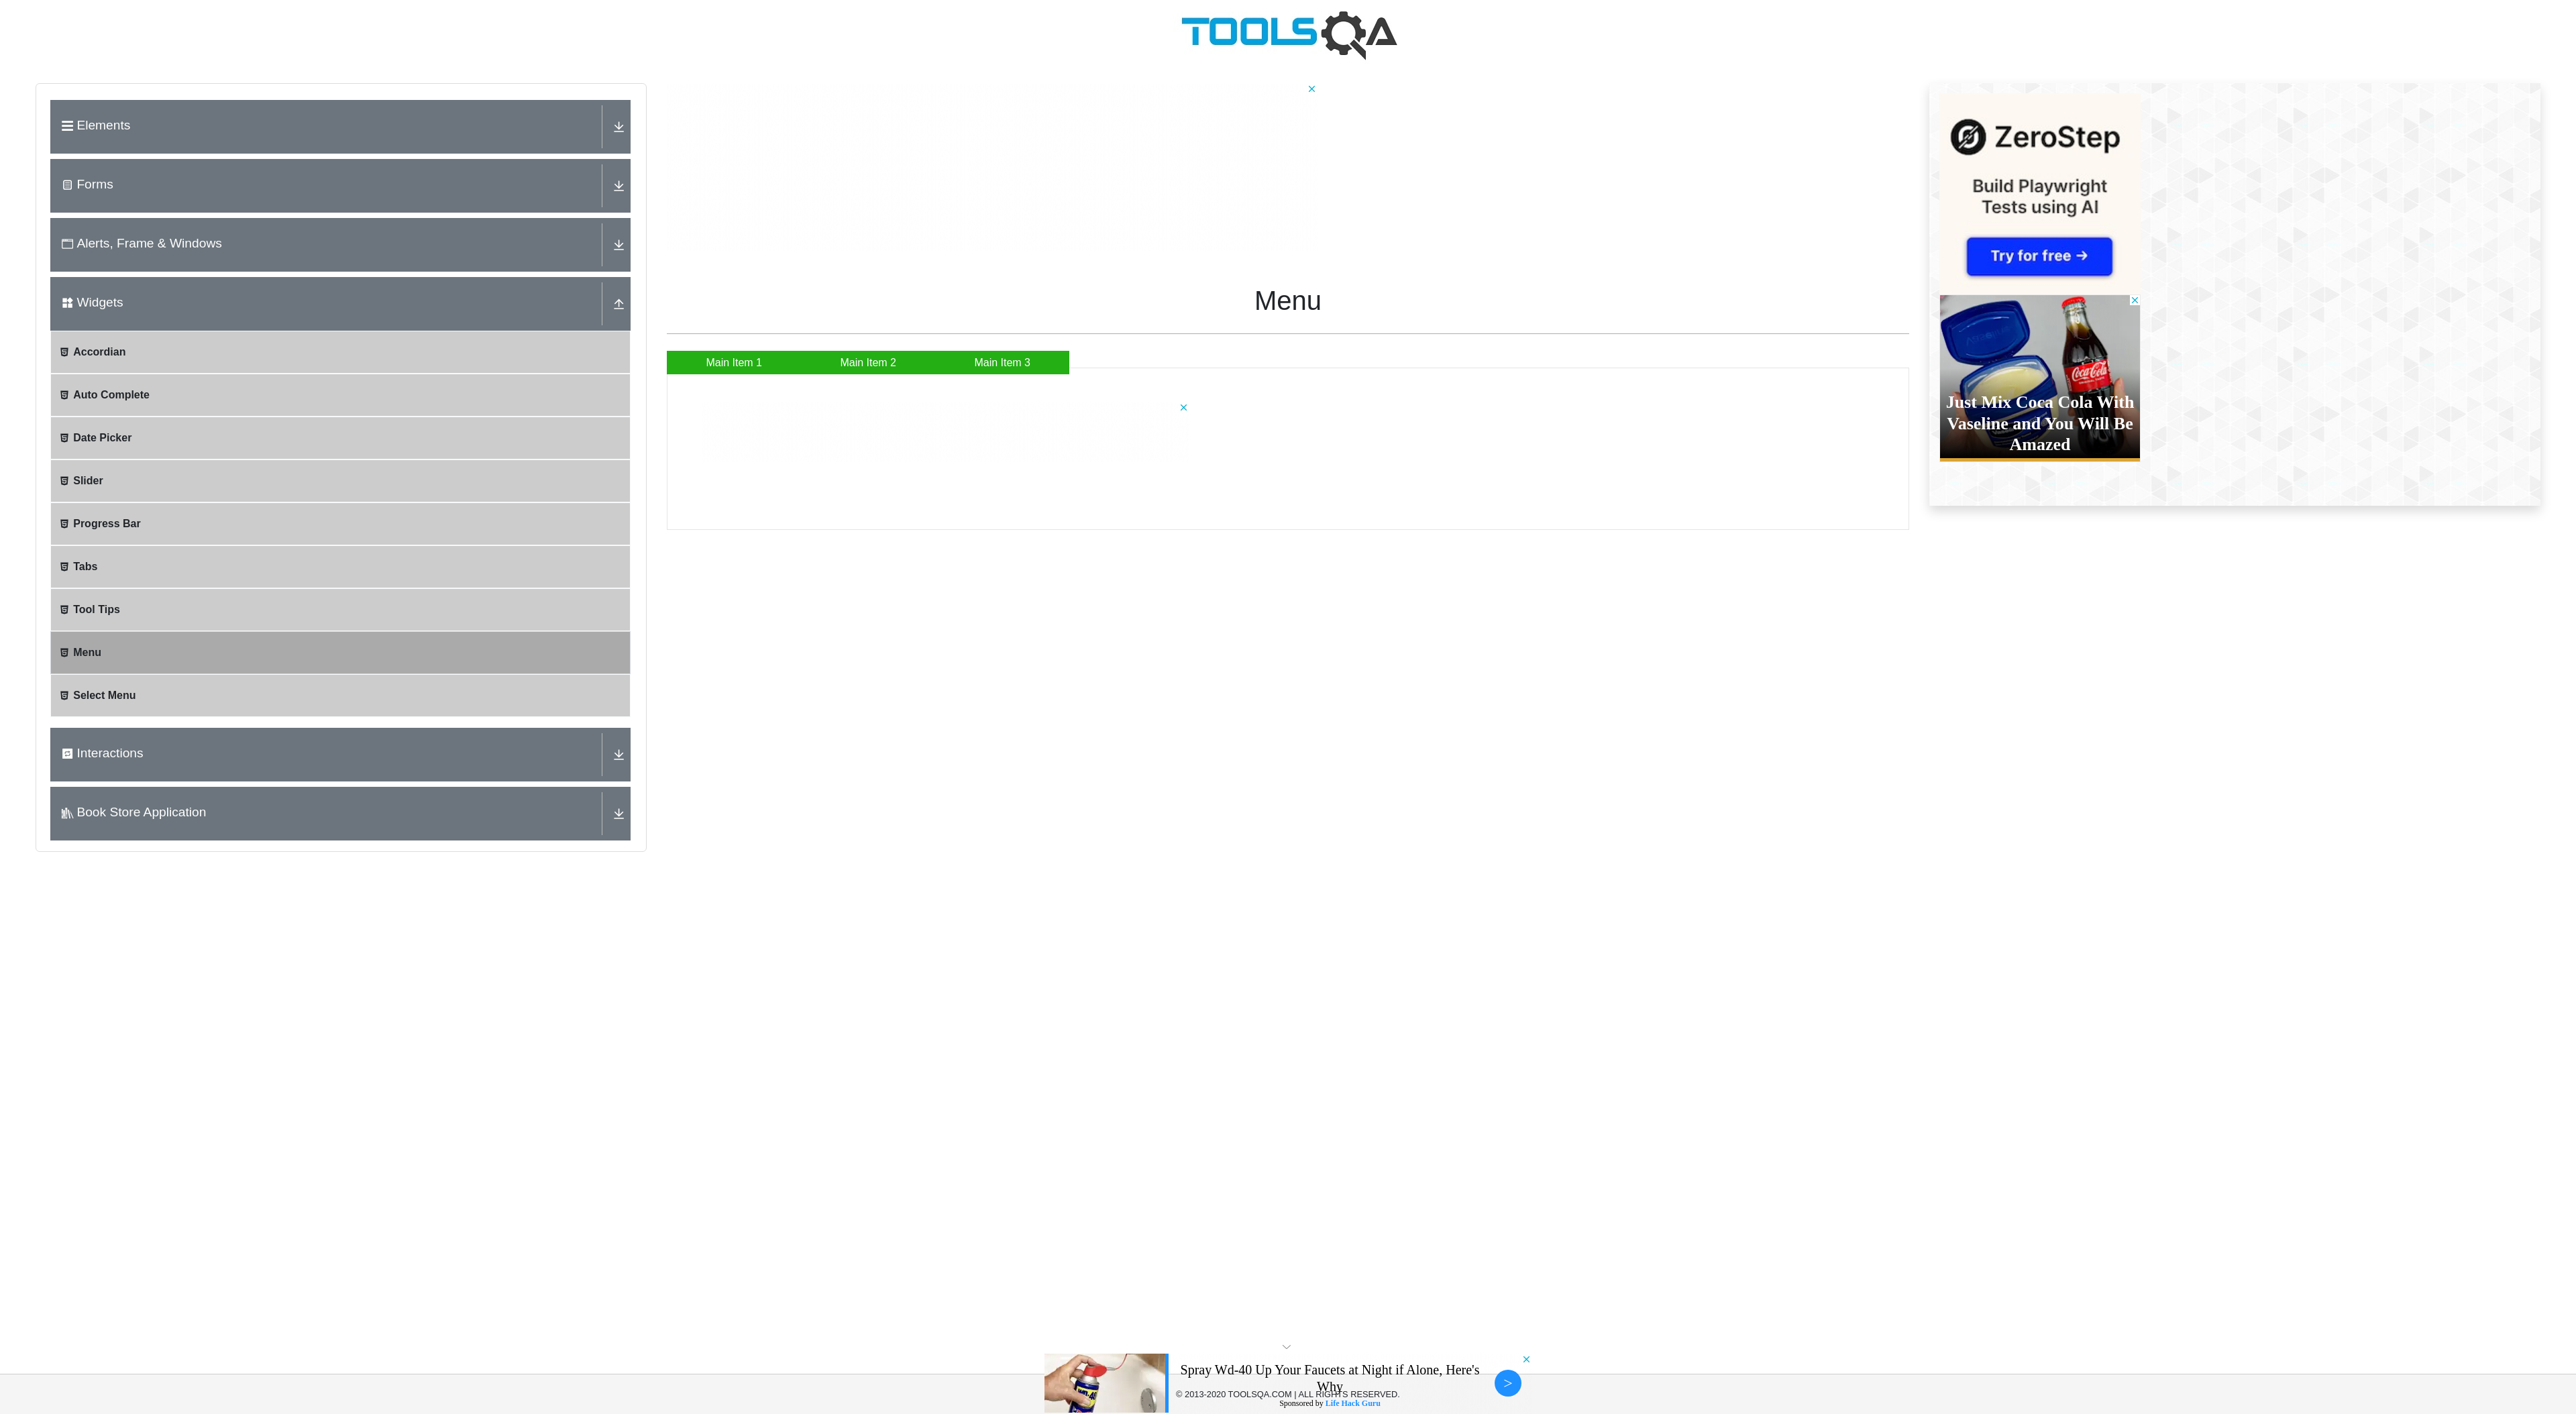 TOOLSQA
Elements
Forms
Alerts, Frame & Windows
Widgets
Accordian
Auto Complete
Date Picker
Slider
Progress Bar
Tabs
Tool Tips
Menu
Select Menu
Interactions
Book Store Application
Menu
Main Item 1 Main Item 2 Main Item 3
ZeroStep
Build Playwright
Tests using AI
Try for free →
Coca-Cola
Just Mix Coca Cola With
Vaseline and You Will Be
Amazed
WD-40
Spray Wd-40 Up Your Faucets at Night if Alone, Here's
Why
>
© 2013-2020 TOOLSQA.COM | ALL RIGHTS RESERVED.
Sponsored by Life Hack Guru